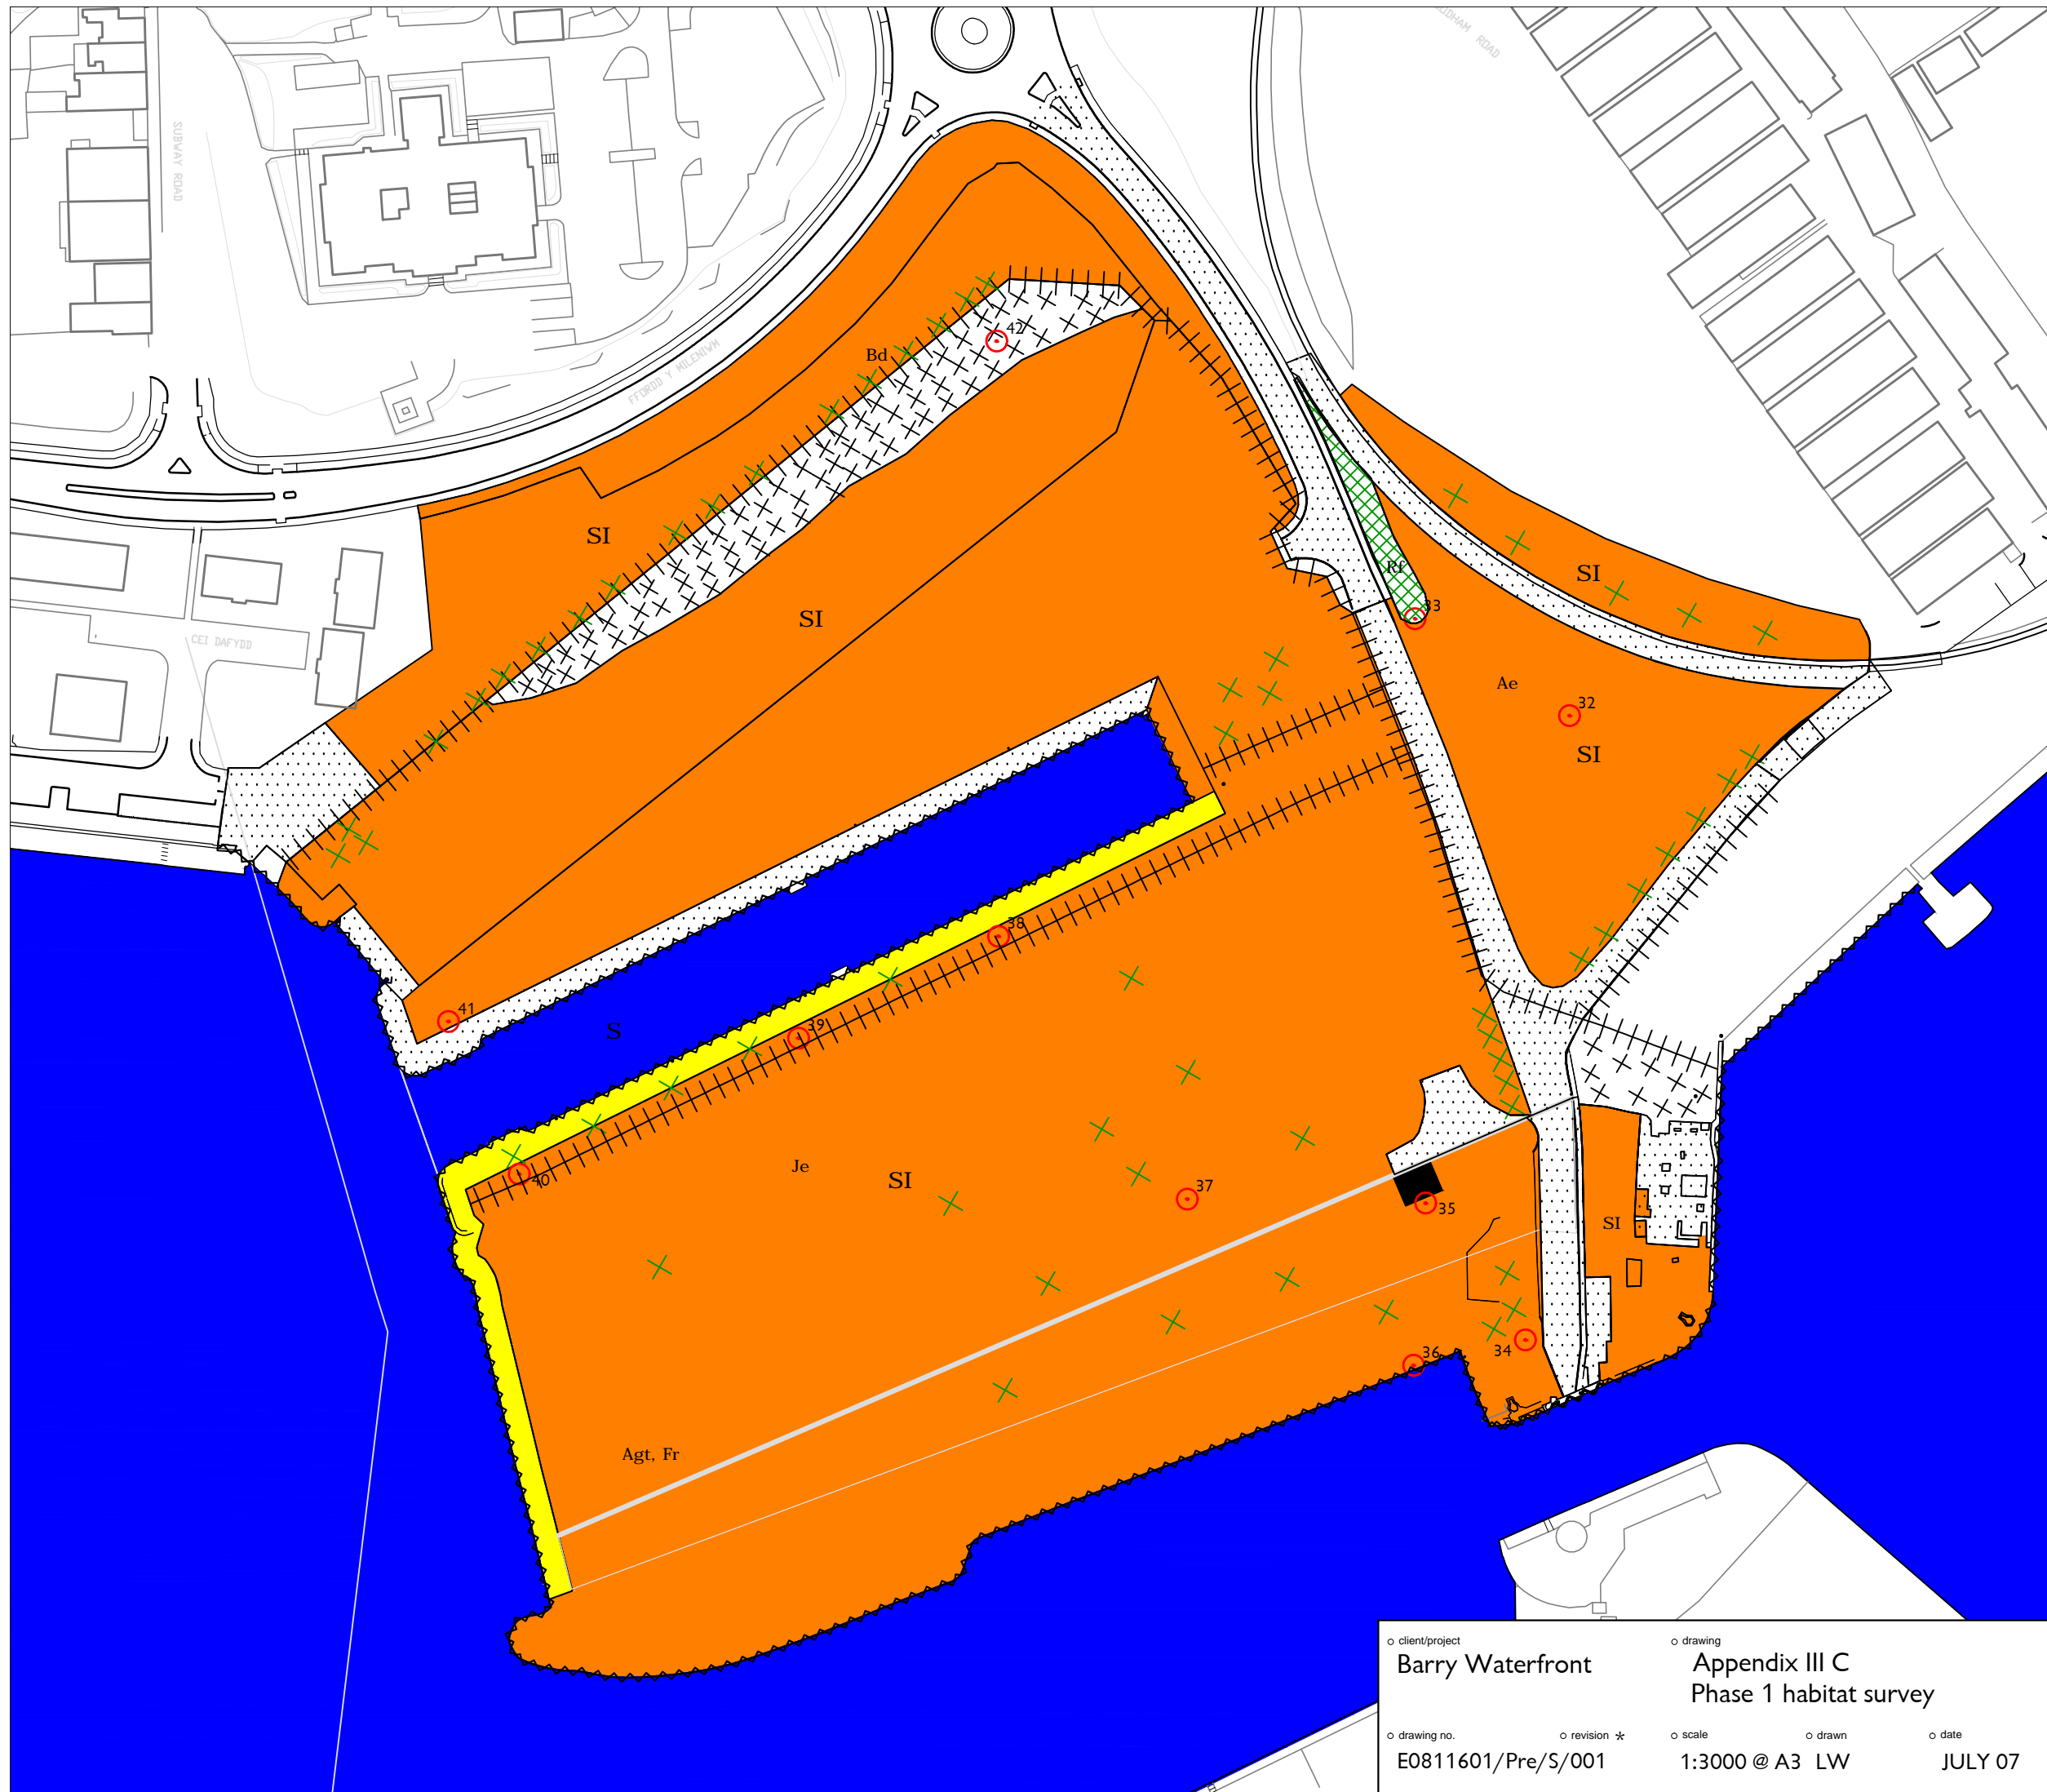 SUBWAY ROAD
FFORDD Y MILENIWM
CEI DAFYDD
42
Bd
SI
SI
Rf
33
SI
Ae
32
SI
38
39
41
S
40
Je
SI
37
35
SI
36
34
Agt, Fr
client/project
Barry Waterfront
drawing
Appendix III C
Phase 1 habitat survey
drawing no.
E0811601/Pre/S/001
revision *
scale
1:3000 @ A3
drawn
LW
date
JULY 07